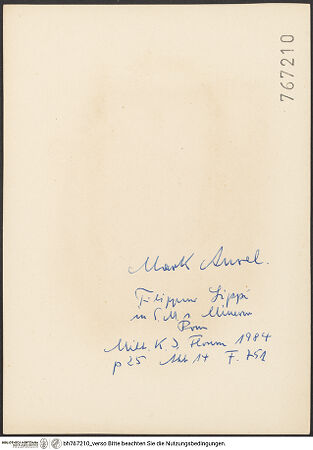 767210
Mark Aurel.
Filippino Lippi
in S. M. s. Minerva
Rom
Mitt. K. I. Florenz 1984
p 25 Abb 14 F. 751
bh767210_verso Bitte beachten Sie die Nutzungsbedingungen.